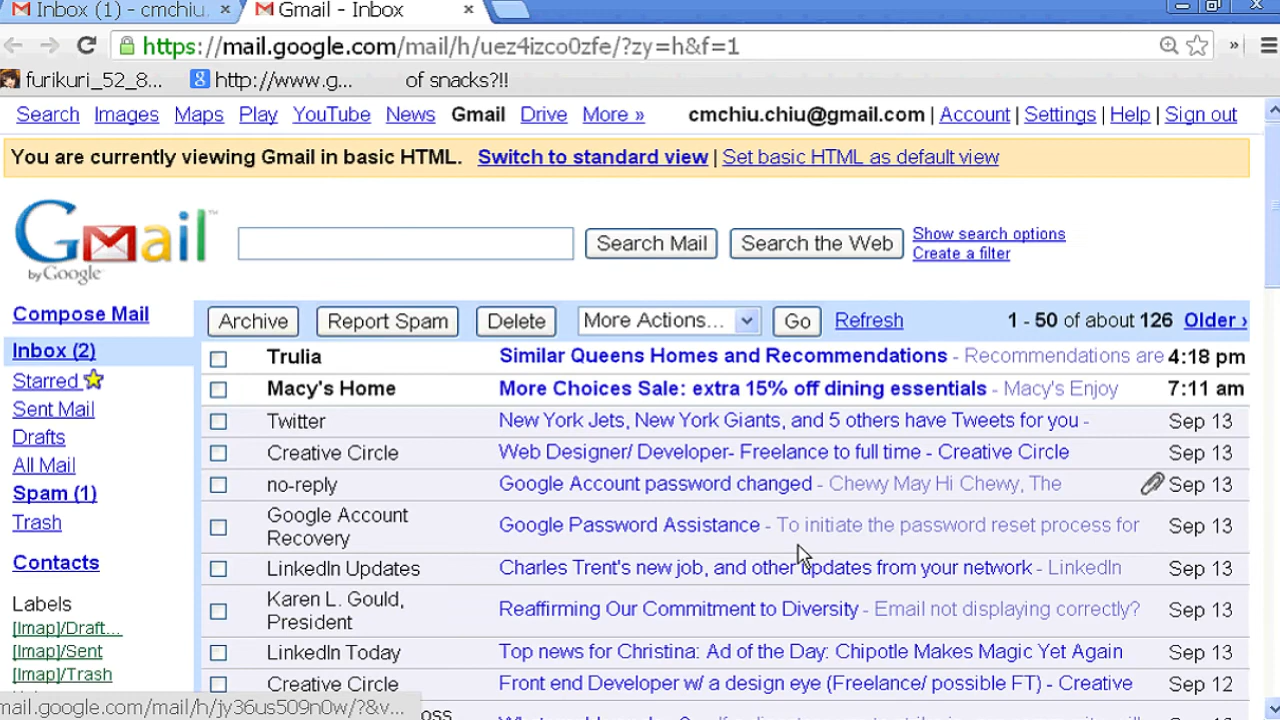 Inbox (1) - cmchiu. Gmail - Inbox
https://mail.google.com/mail/h/uez4izco0zfe/?zy=h&f=1
furikuri_52_8... http://www.g... of snacks?!!
Search Images Maps Play YouTube News Gmail Drive More » cmchiu.chiu@gmail.com | Account | Settings | Help | Sign out
You are currently viewing Gmail in basic HTML. Switch to standard view | Set basic HTML as default view
Gmail™ by Google
Search Mail Search the Web Show search options
Create a filter
Compose Mail
Inbox (2)
Starred
Sent Mail
Drafts
All Mail
Spam (1)
Trash
Contacts
Labels
[Imap]/Draft...
[Imap]/Sent
[Imap]/Trash
Archive Report Spam Delete More Actions... Go Refresh 1 - 50 of about 126 Older ›
Trulia Similar Queens Homes and Recommendations - Recommendations are 4:18 pm
Macy's Home More Choices Sale: extra 15% off dining essentials - Macy's Enjoy 7:11 am
Twitter New York Jets, New York Giants, and 5 others have Tweets for you - Sep 13
Creative Circle Web Designer/ Developer- Freelance to full time - Creative Circle Sep 13
no-reply Google Account password changed - Chewy May Hi Chewy, The Sep 13
Google Account Recovery Google Password Assistance - To initiate the password reset process for Sep 13
LinkedIn Updates Charles Trent's new job, and other updates from your network - LinkedIn Sep 13
Karen L. Gould, President Reaffirming Our Commitment to Diversity - Email not displaying correctly? Sep 13
LinkedIn Today Top news for Christina: Ad of the Day: Chipotle Makes Magic Yet Again Sep 13
Creative Circle Front end Developer w/ a design eye (Freelance/ possible FT) - Creative Sep 12
mail.google.com/mail/h/jy36us509n0w/?&v...